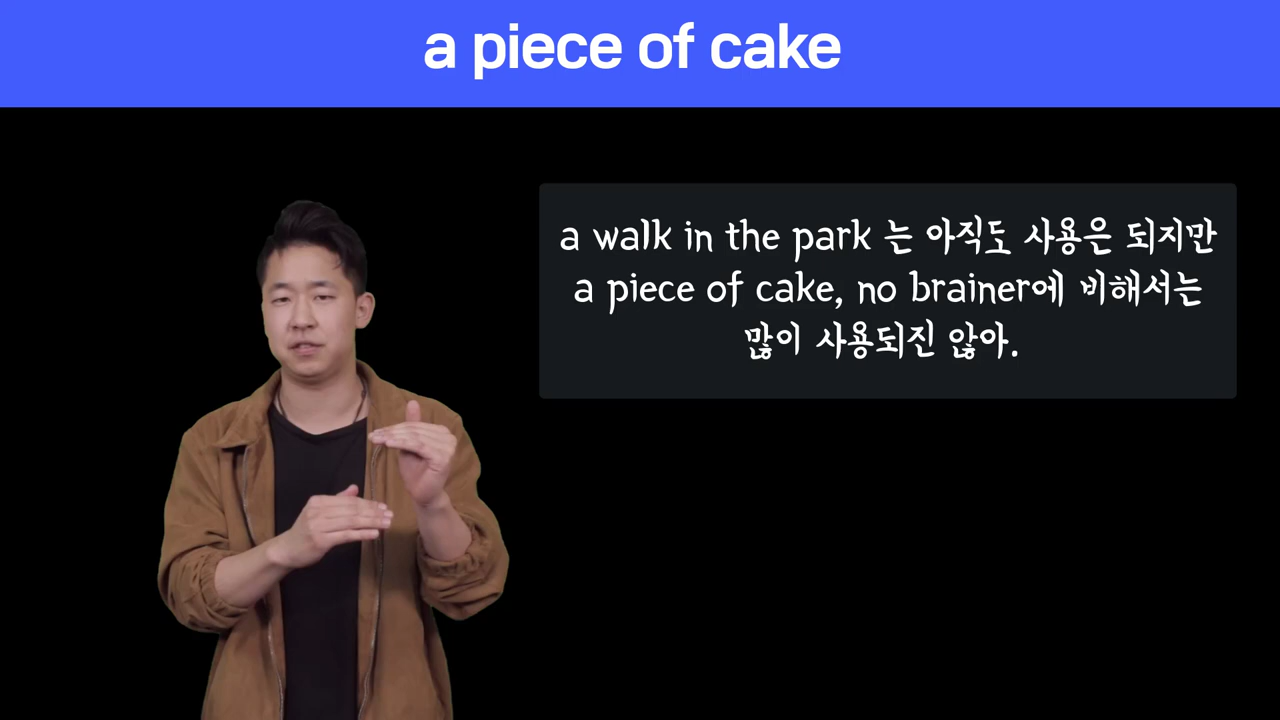 a piece of cake
a walk in the park 는 아직도 사용은 되지만
a piece of cake, no brainer에 비해서는
많이 사용되진 않아.